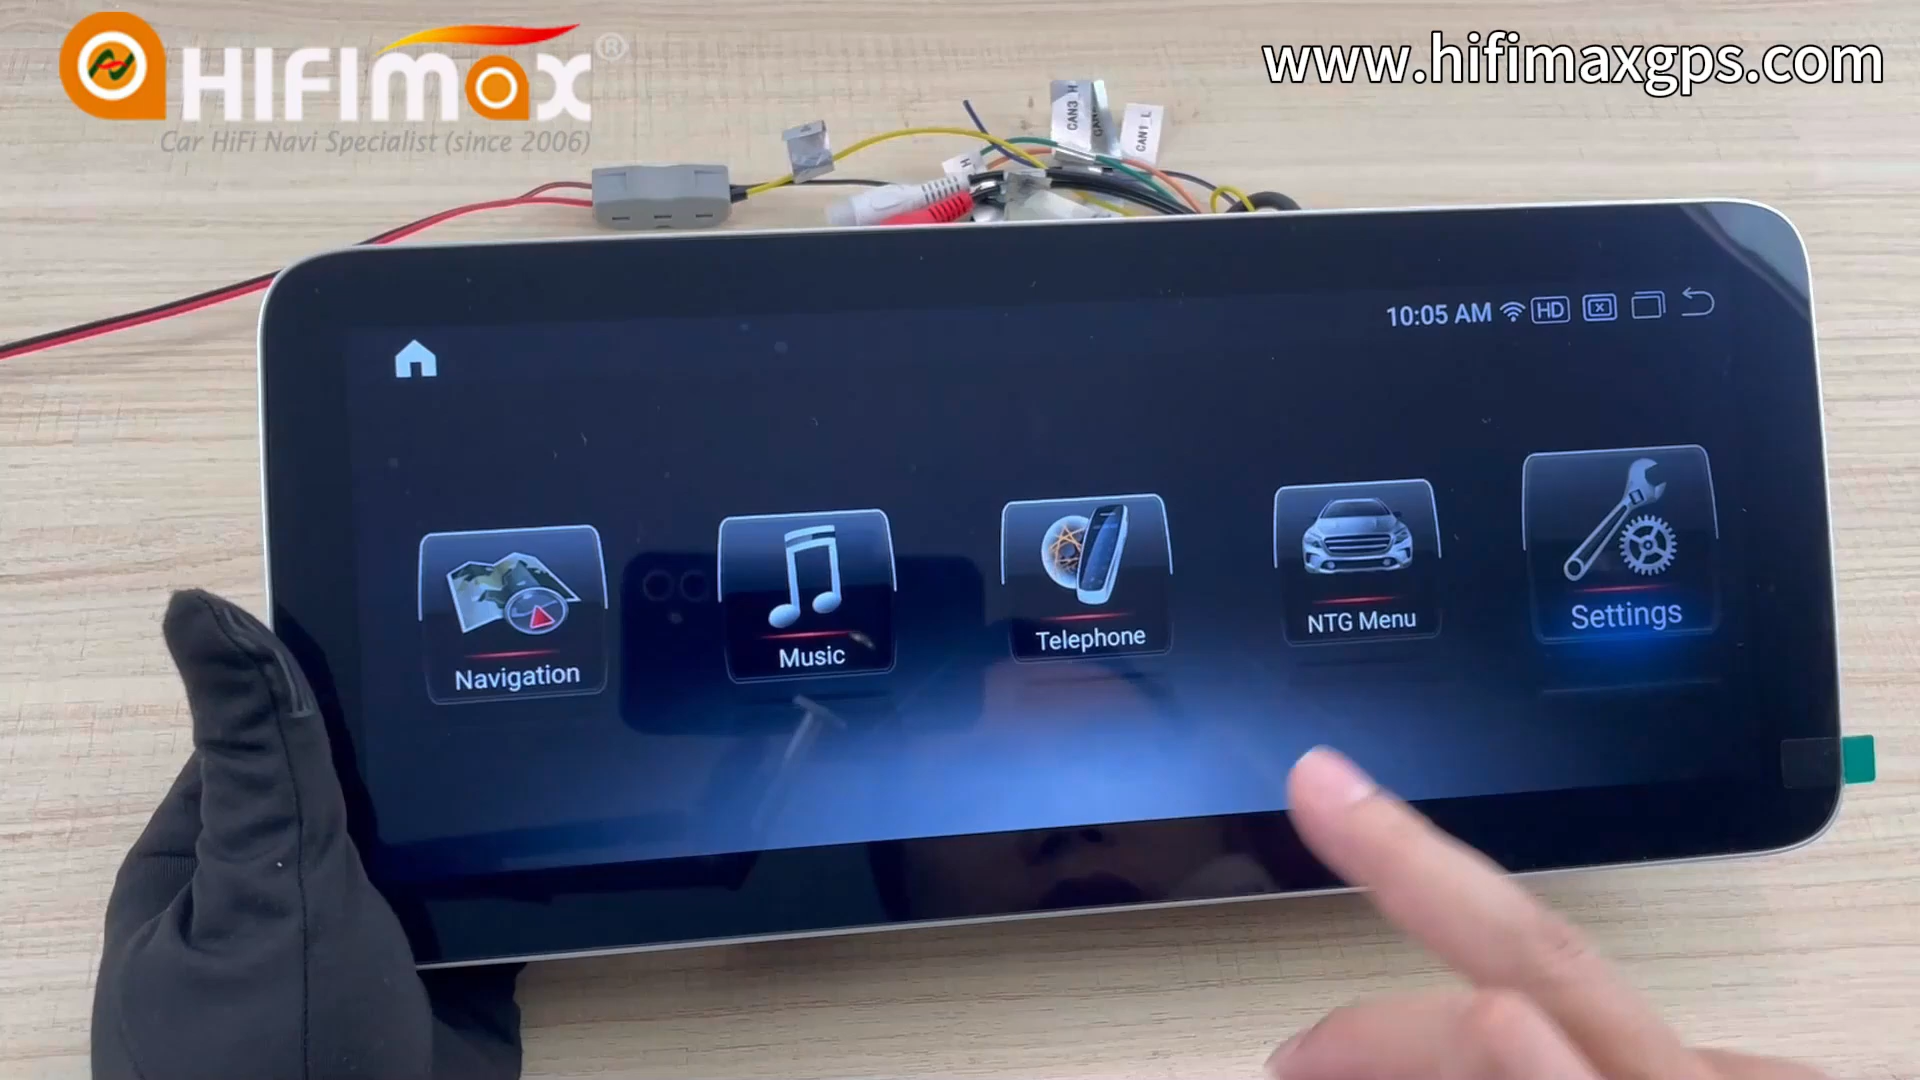 HIFIMAX®
www.hifimaxgps.com
Car HiFi Navi Specialist (since 2006)
CAN3_H
CAN1_L
H
10:05 AM HD
Navigation
Music
Telephone
NTG Menu
Settings